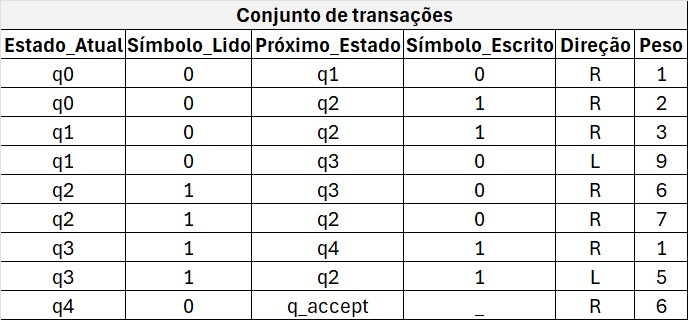 Conjunto de transações
Estado_Atual Símbolo_Lido Próximo_Estado Símbolo_Escrito Direção Peso
q0 0 q1 0 R 1
q0 0 q2 1 R 2
q1 0 q2 1 R 3
q1 0 q3 0 L 9
q2 1 q3 0 R 6
q2 1 q2 0 R 7
q3 1 q4 1 R 1
q3 1 q2 1 L 5
q4 0 q_accept _ R 6